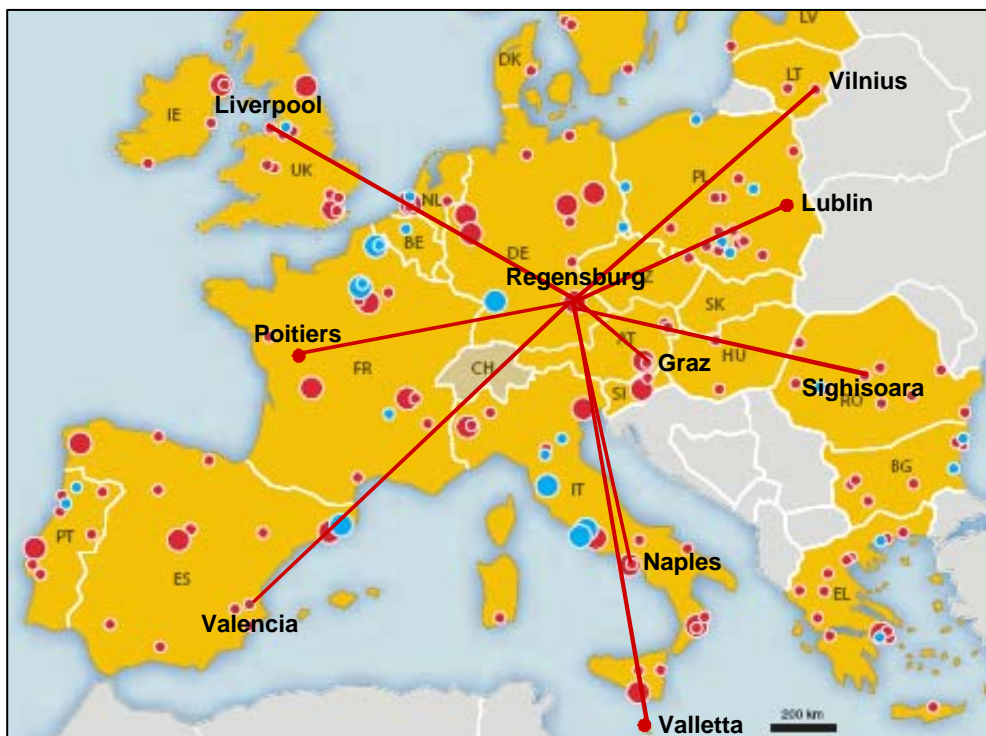 LV
DK
LT
Vilnius
Liverpool
IE
UK
NL
PL
Lublin
BE
DE
Regensburg
Z
SK
Poitiers
AT
HU
FR
CH
Graz
Sighisoara
SI
RO
BG
IT
PT
ES
Naples
EL
Valencia
Valletta
200 km